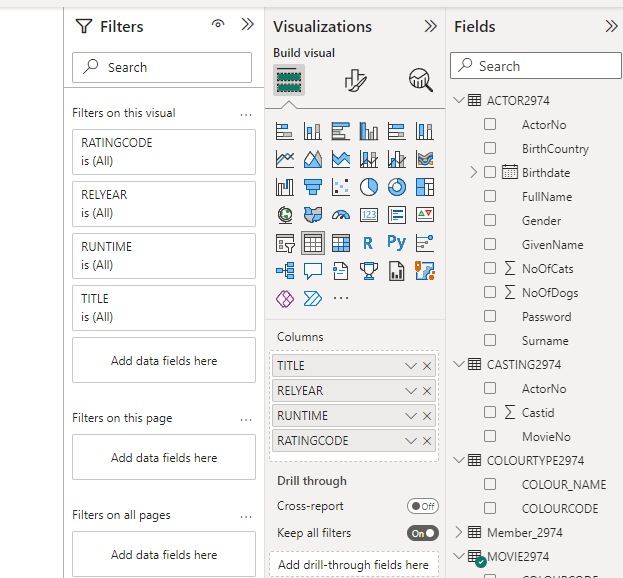 Filters
Search
Filters on this visual
...
RATINGCODE
is (All)
RELYEAR
is (All)
RUNTIME
is (All)
TITLE
is (All)
Add data fields here
Filters on this page
...
Add data fields here
Filters on all pages
...
Add data fields here
Visualizations
Build visual
123
R
Py
...
Columns
TITLE
RELYEAR
RUNTIME
RATINGCODE
Drill through
Cross-report
Off
Keep all filters
On
Add drill-through fields here
Fields
Search
ACTOR2974
ActorNo
BirthCountry
Birthdate
FullName
Gender
GivenName
∑ NoOfCats
∑ NoOfDogs
Password
Surname
CASTING2974
ActorNo
∑ Castid
MovieNo
COLOURTYPE2974
COLOUR_NAME
COLOURCODE
Member_2974
MOVIE2974
COLOURCODE